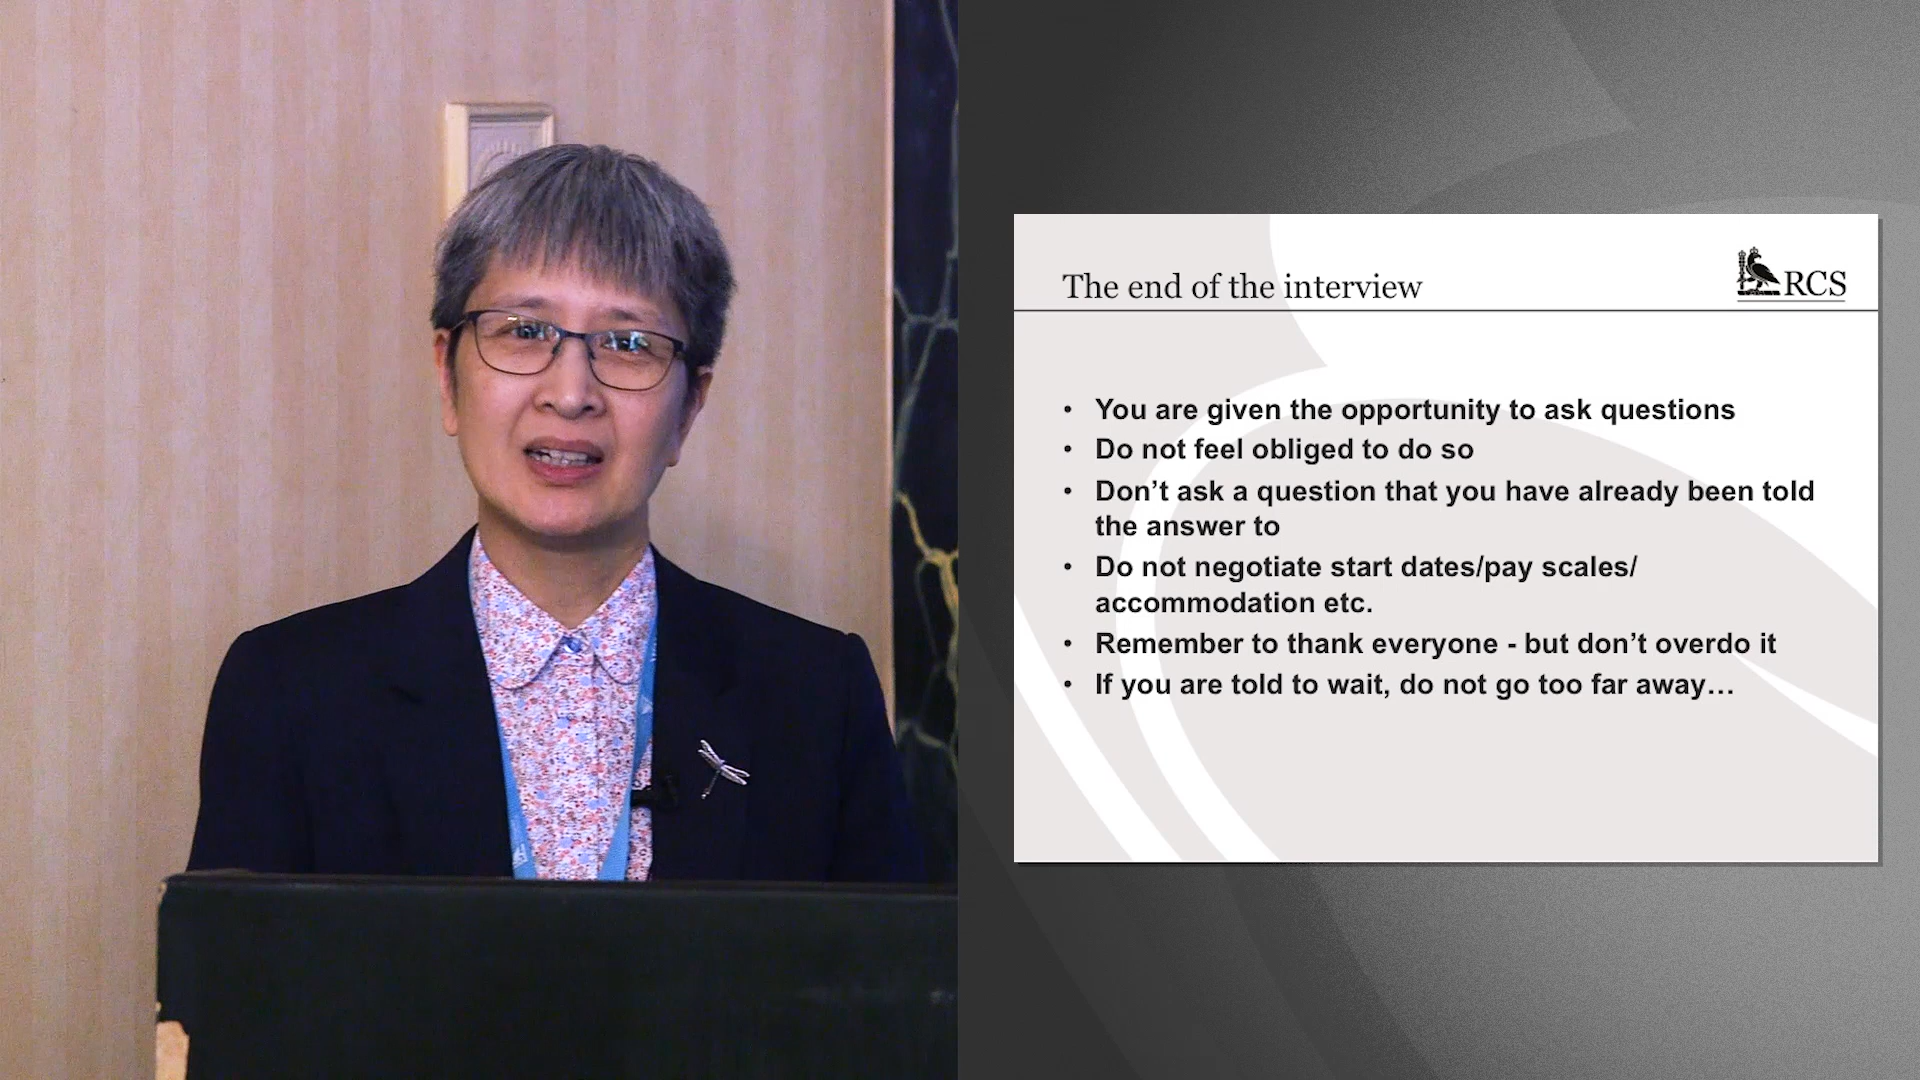 The end of the interview
RCS
• You are given the opportunity to ask questions
• Do not feel obliged to do so
• Don’t ask a question that you have already been told
the answer to
• Do not negotiate start dates/pay scales/
accommodation etc.
• Remember to thank everyone - but don’t overdo it
• If you are told to wait, do not go too far away…